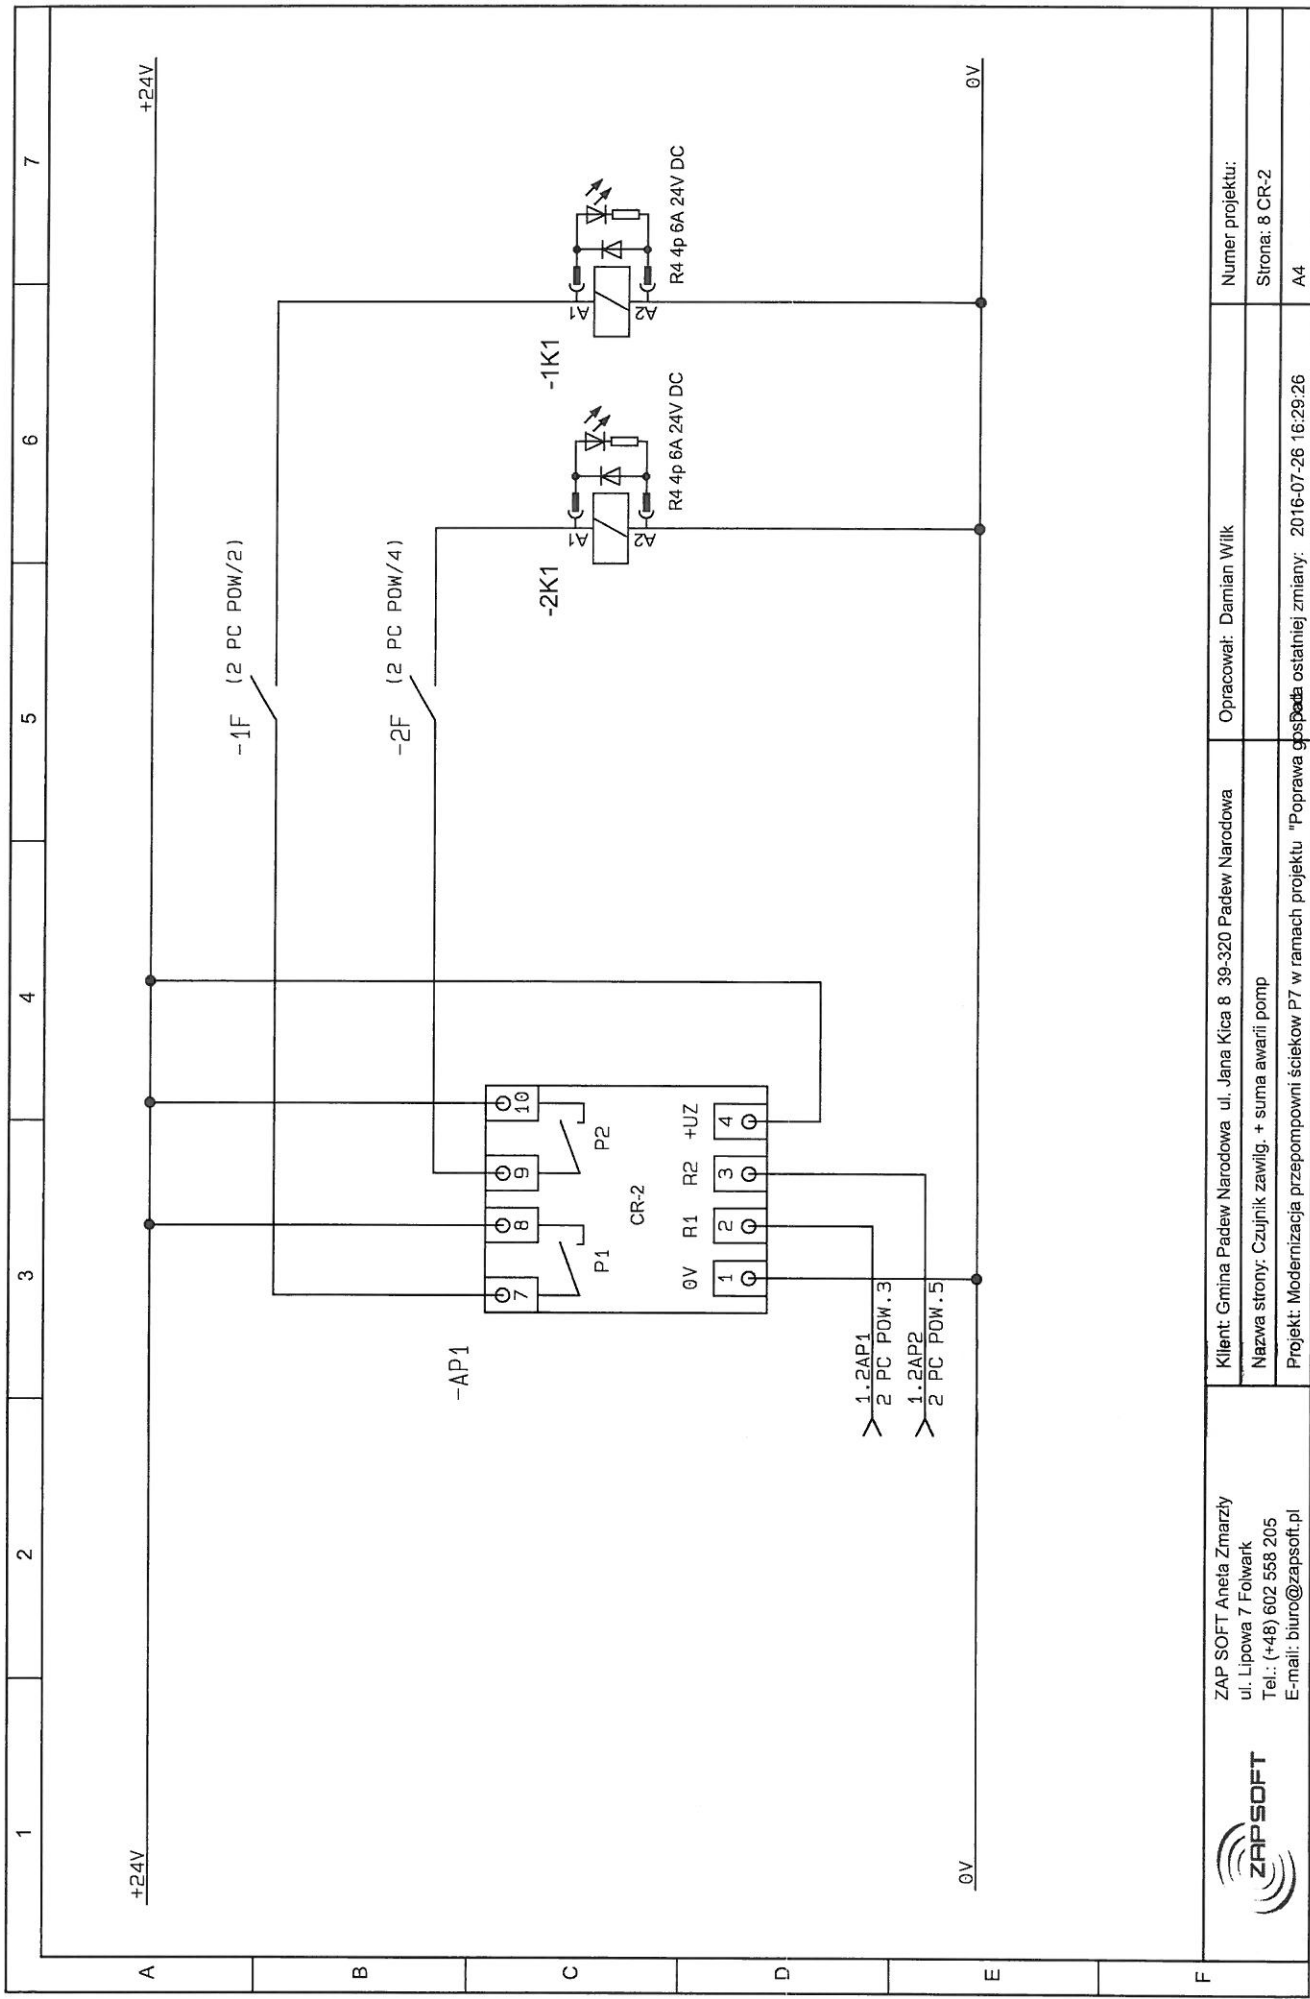 1
2
3
4
5
6
7
A
B
C
D
E
F
+24V
+24V
-1F (2 PC POW/2)
-2F (2 PC POW/4)
-AP1
7
8
9
10
P1
P2
CR-2
0V
R1
R2
+UZ
1
2
3
4
-2K1
A1
A2
R4 4p 6A 24V DC
-1K1
A1
A2
R4 4p 6A 24V DC
1.2AP1
2 PC POW.3
1.2AP2
2 PC POW.5
0V
0V
ZAPSOFT
ZAP SOFT Aneta Zmarzły
ul. Lipowa 7 Folwark
Tel.: (+48) 602 558 205
E-mail: biuro@zapsoft.pl
Klient: Gmina Padew Narodowa ul. Jana Kica 8 39-320 Padew Narodowa
Opracował: Damian Wilk
Numer projektu:
Nazwa strony: Czujnik zawilg. + suma awarii pomp
Strona: 8 CR-2
Projekt: Modernizacja przepompowni ściekow P7 w ramach projektu "Poprawa gospoda
Data ostatniej zmiany: 2016-07-26 16:29:26
A4